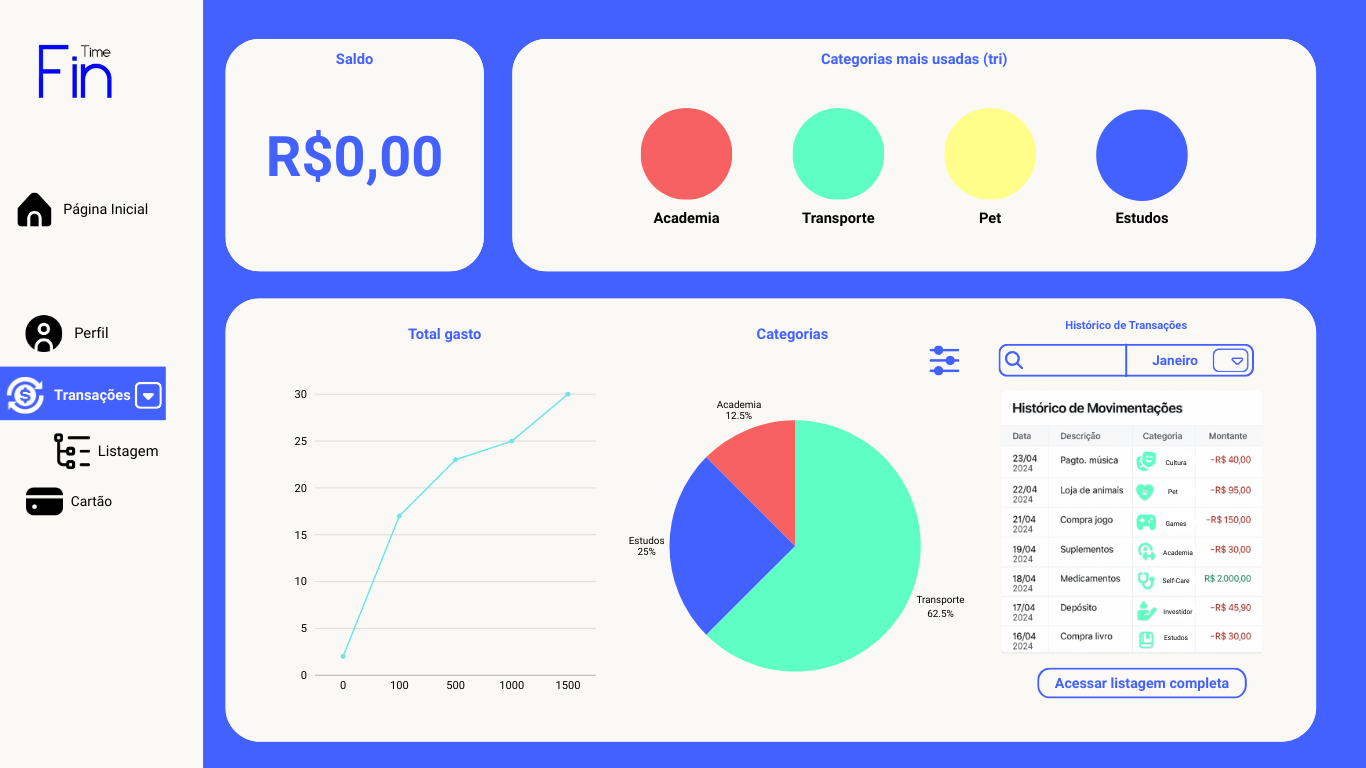 Time
Fin
Página Inicial
Perfil
Transações
Listagem
Cartão
Saldo
R$0,00
Categorias mais usadas (tri)
Academia
Transporte
Pet
Estudos
Total gasto
30
25
20
15
10
5
0
0 100 500 1000 1500
Categorias
Academia
12.5%
Estudos
25%
Transporte
62.5%
Histórico de Transações
Janeiro
Histórico de Movimentações
Data Descrição Categoria Montante
23/04 Pagto. música Cultura -R$ 40,00
2024
22/04 Loja de animais Pet -R$ 95,00
2024
21/04 Compra jogo Games -R$ 150,00
2024
19/04 Suplementos Academia -R$ 30,00
2024
18/04 Medicamentos Self-Care R$ 2.000,00
2024
17/04 Depósito Investidor -R$ 45,90
2024
16/04 Compra livro Estudos -R$ 30,00
2024
Acessar listagem completa